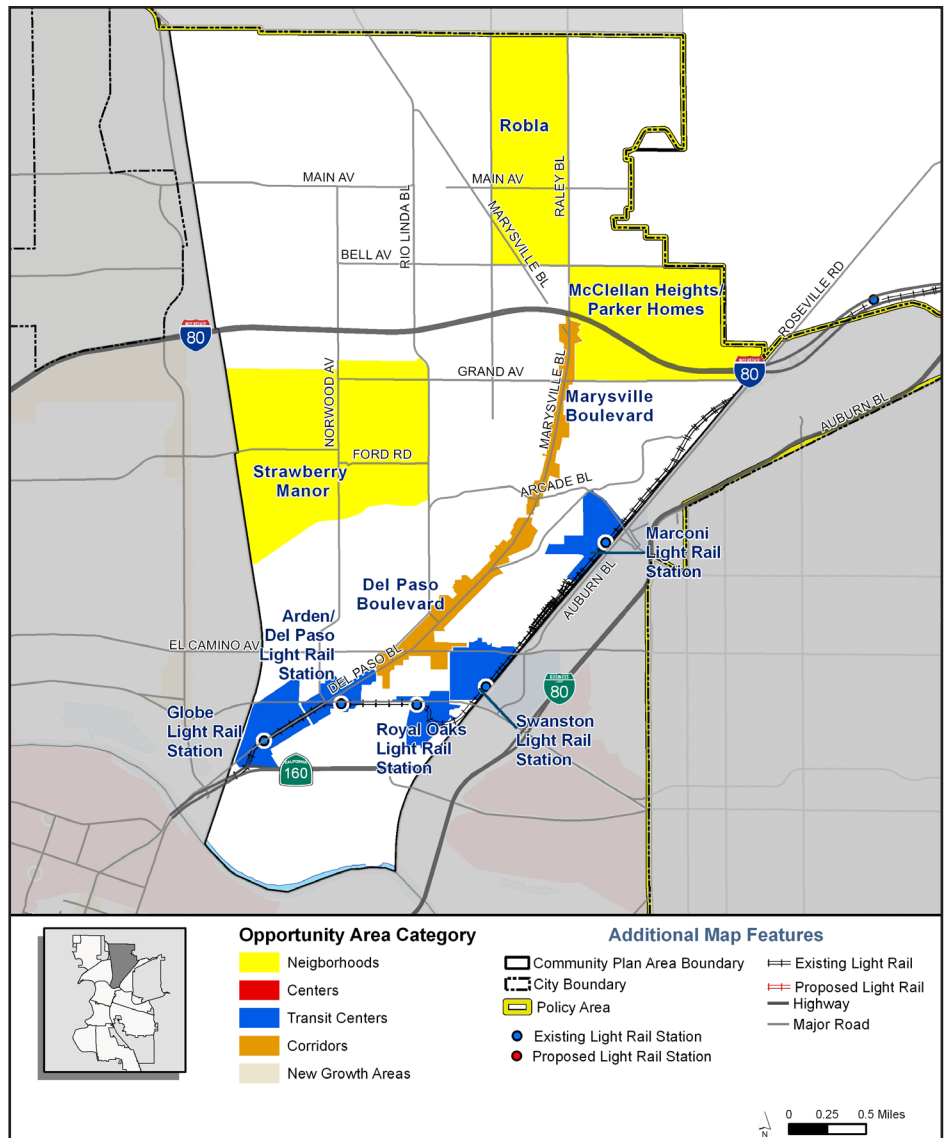 Robla
MAIN AV
MAIN AV
RIO LINDA BL
RALEY BL
MARYSVILLE BL
BELL AV
McClellan Heights/
Parker Homes
ROSEVILLE RD
80
80
NORWOOD AV
GRAND AV
MARYSVILLE BL
Marysville
Boulevard
AUBURN BL
FORD RD
Strawberry
Manor
ARCADE BL
Marconi
Light Rail
Station
AUBURN BL
Del Paso
Boulevard
Arden/
Del Paso
Light Rail
Station
EL CAMINO AV
DEL PASO BL
80
Globe
Light Rail
Station
Royal Oaks
Light Rail
Station
Swanston
Light Rail
Station
CALIFORNIA
160
Opportunity Area Category
Neigborhoods
Centers
Transit Centers
Corridors
New Growth Areas
Additional Map Features
Community Plan Area Boundary
City Boundary
Policy Area
Existing Light Rail Station
Proposed Light Rail Station
Existing Light Rail
Proposed Light Rail
Highway
Major Road
N
0 0.25 0.5 Miles